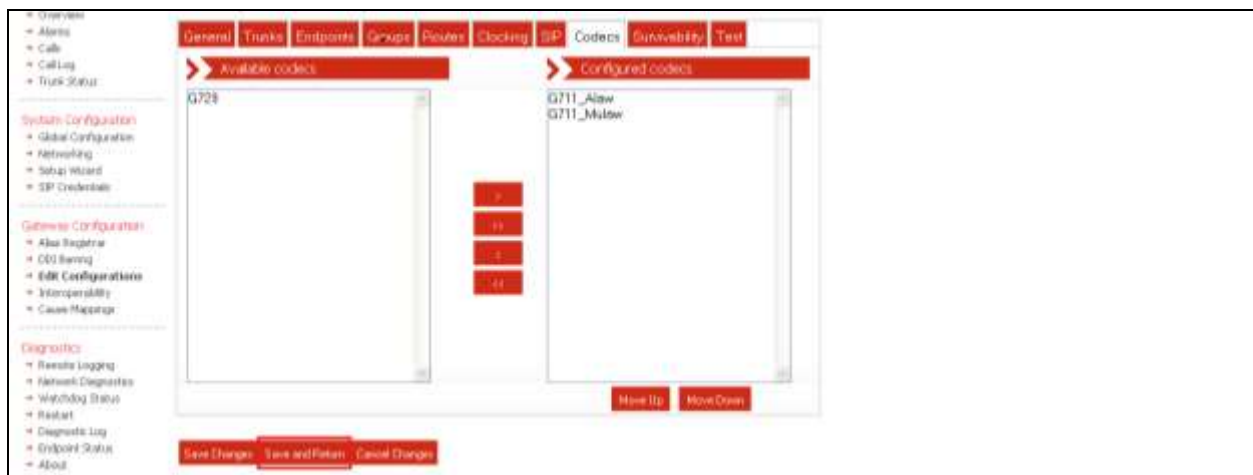 Overview
Alarms
Calls
Call Log
Trunk Status
System Configuration
Global Configuration
Networking
Setup Wizard
SIP Credentials
Gateway Configuration
Alias Registrar
DDI Barring
Edit Configurations
Interoperability
Cause Mappings
Diagnostics
Remote Logging
Network Diagnostics
Watchdog Status
Restart
Diagnostic Log
Endpoint Status
About
General Trunks Endpoints Groups Routes Clocking SIP Codecs Survivability Test
Available codecs
G729
>
>>
<
<<
Configured codecs
G711_Alaw
G711_Mulaw
Move Up Move Down
Save Changes Save and Return Cancel Changes